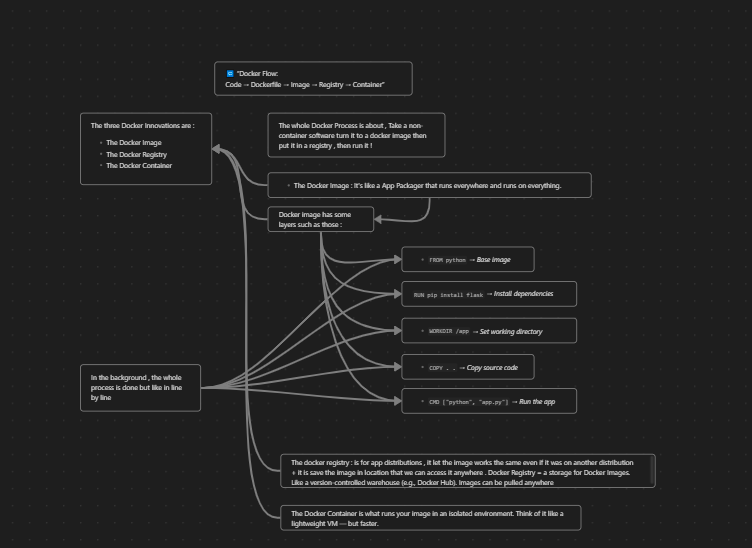 "Docker Flow:
Code → Dockerfile → Image → Registry → Container"
The three Docker Innovations are :
◦ The Docker Image
◦ The Docker Registry
◦ The Docker Container
The whole Docker Process is about , Take a non-
container software turn it to a docker image then
put it in a registry , then run it !
◦ The Docker Image : It's like a App Packager that runs everywhere and runs on everything.
Docker image has some
layers such as those :
◦ FROM python → Base image
RUN pip install flask → Install dependencies
◦ WORKDIR /app → Set working directory
◦ COPY . . → Copy source code
◦ CMD ["python", "app.py"] → Run the app
In the background , the whole
process is done but like in line
by line
The docker registry : is for app distributions , it let the image works the same even if it was on another distribution
+ it is save the image in location that we can access it anywhere . Docker Registry = a storage for Docker Images.
Like a version-controlled warehouse (e.g., Docker Hub). Images can be pulled anywhere
The Docker Container is what runs your image in an isolated environment. Think of it like a
lightweight VM — but faster.